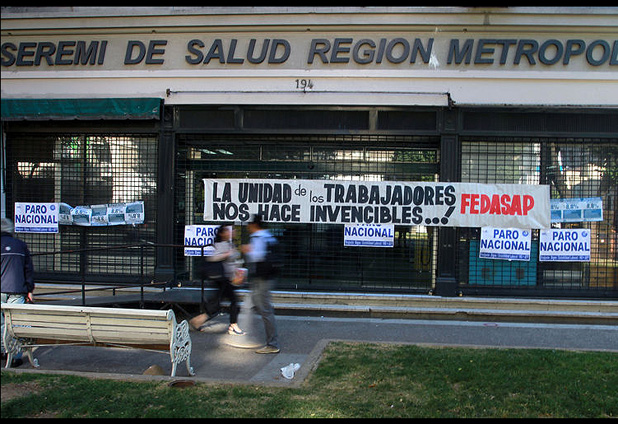 SEREMI DE SALUD REGION METROPOL
194
LA UNIDAD de los TRABAJADORES
NOS HACE INVENCIBLES...! FEDASAP
PARO
NACIONAL
PARO
NACIONAL
NACIONAL
PARO
NACIONAL
PARO
NACIONAL